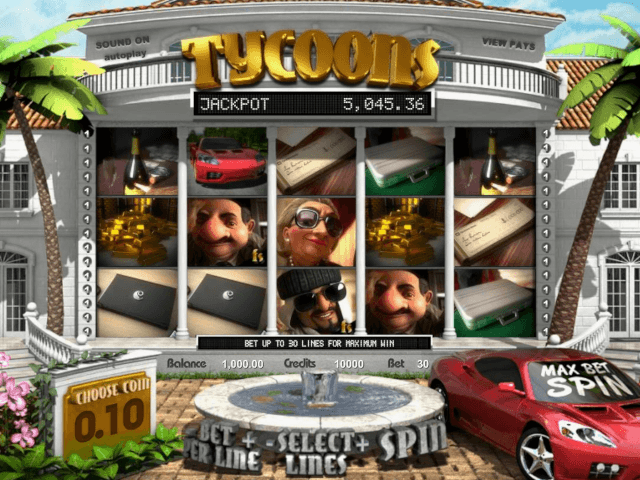 SOUND ON
autoplay
TYCOONS
VIEW PAYS
JACKPOT 5,045.36
BET UP TO 30 LINES FOR MAXIMUM WIN
Balance 1,000.00 Credits 10000 Bet 30
CHOOSE COIN
0.10
BET +
PER LINE
-SELECT+
LINES
SPIN
MAX BET
SPIN